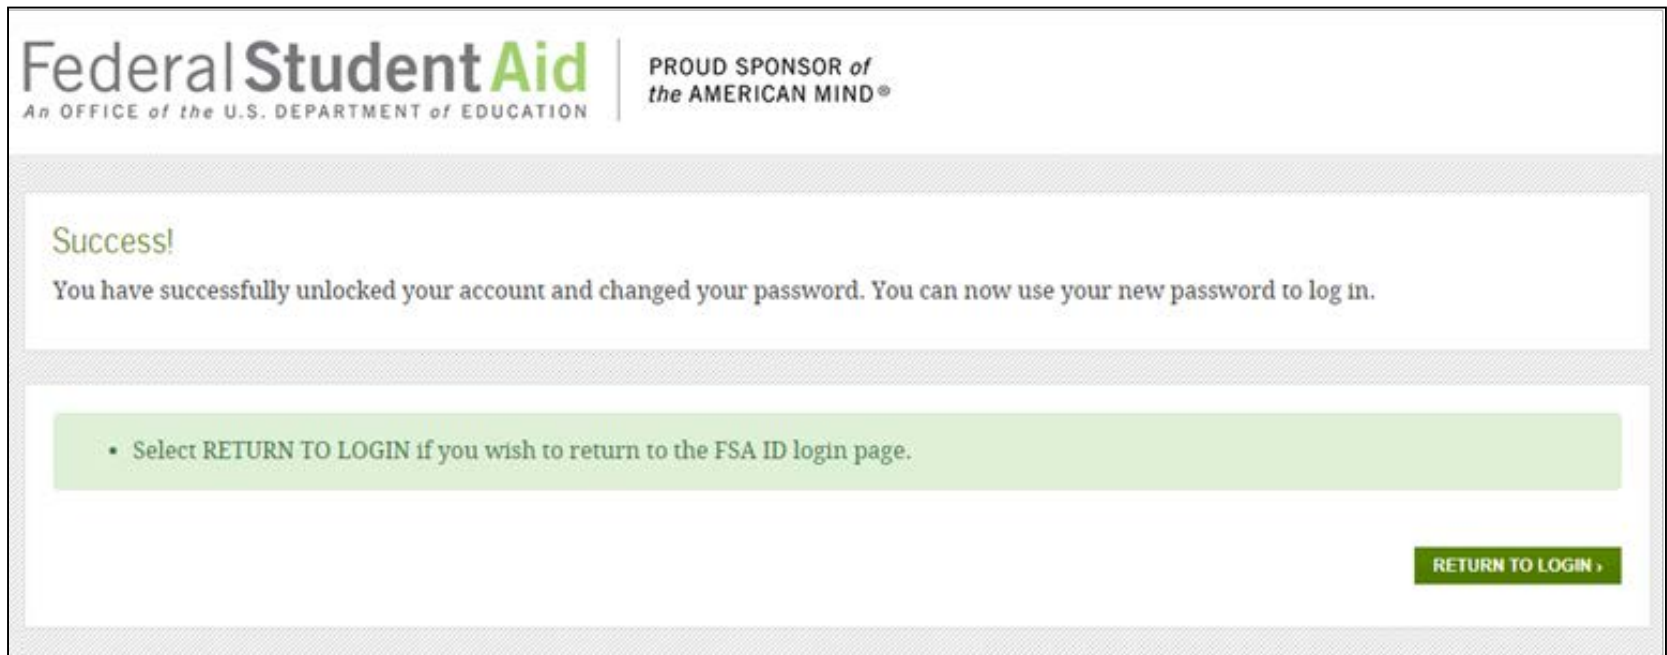 Federal Student Aid
An OFFICE of the U.S. DEPARTMENT of EDUCATION
PROUD SPONSOR of
the AMERICAN MIND®
Success!
You have successfully unlocked your account and changed your password. You can now use your new password to log in.
• Select RETURN TO LOGIN if you wish to return to the FSA ID login page.
RETURN TO LOGIN ›